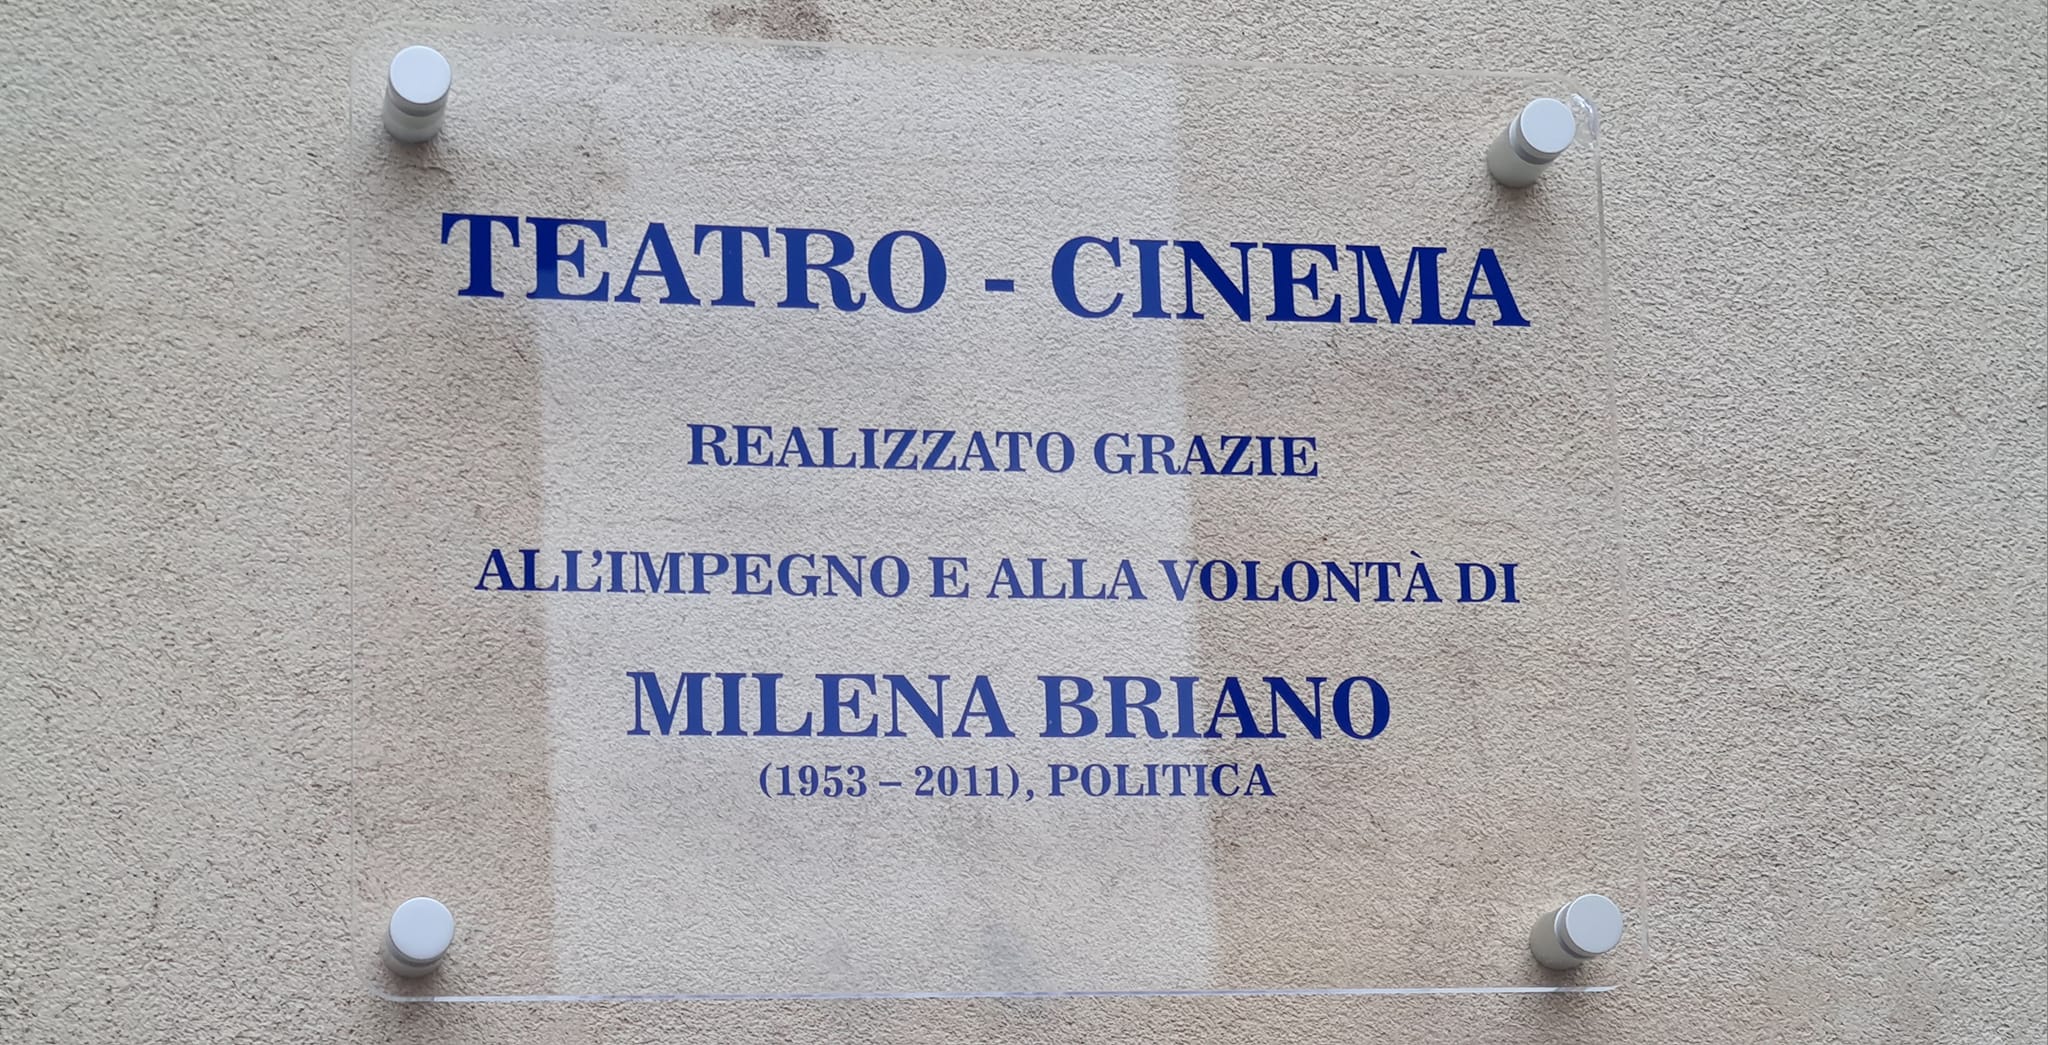 TEATRO - CINEMA
REALIZZATO GRAZIE
ALL’IMPEGNO E ALLA VOLONTÀ DI
MILENA BRIANO
(1953 – 2011), POLITICA